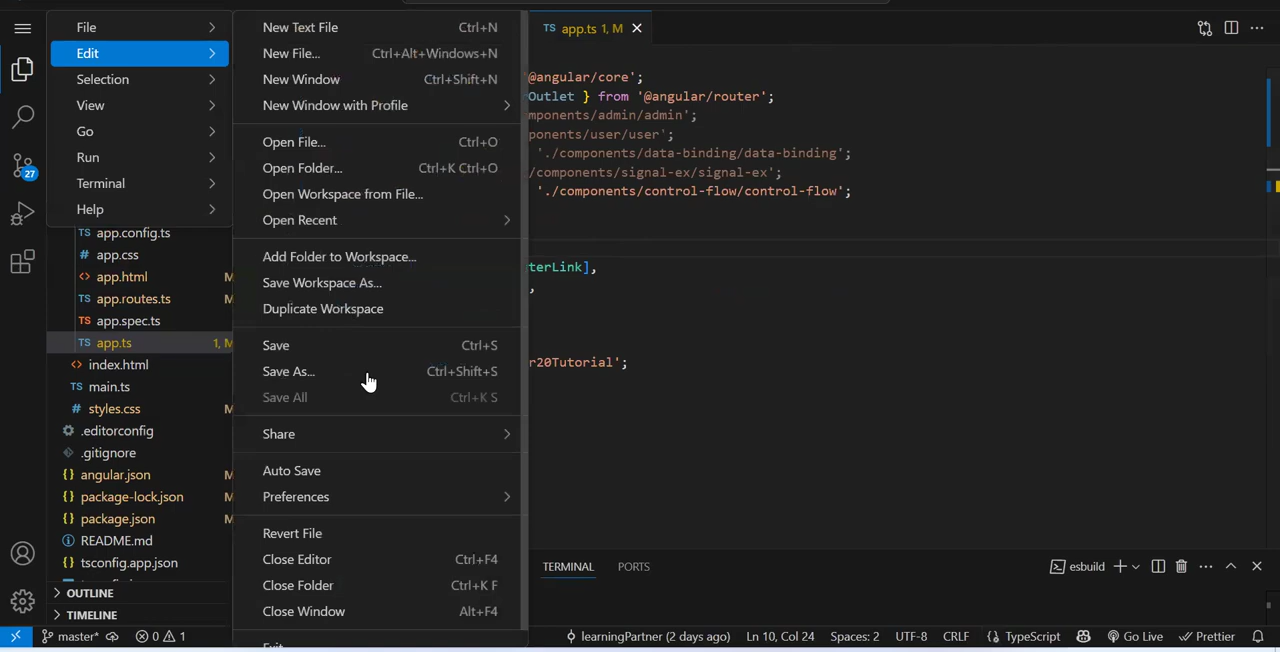 File
Edit
Selection
View
Go
Run
Terminal
Help
New Text File Ctrl+N
New File... Ctrl+Alt+Windows+N
New Window Ctrl+Shift+N
New Window with Profile
Open File... Ctrl+O
Open Folder... Ctrl+K Ctrl+O
Open Workspace from File...
Open Recent
Add Folder to Workspace...
Save Workspace As...
Duplicate Workspace
Save Ctrl+S
Save As... Ctrl+Shift+S
Save All Ctrl+K S
Share
Auto Save
Preferences
Revert File
Close Editor Ctrl+F4
Close Folder Ctrl+K F
Close Window Alt+F4
TS app.ts 1, M
@angular/core';
Outlet } from '@angular/router';
mponents/admin/admin';
ponents/user/user';
'./components/data-binding/data-binding';
/components/signal-ex/signal-ex';
'./components/control-flow/control-flow';
terLink],
,
r20Tutorial';
27
TS app.config.ts
# app.css
<> app.html M
TS app.routes.ts M
TS app.spec.ts
TS app.ts 1, M
<> index.html
TS main.ts
# styles.css M
.editorconfig
.gitignore
{} angular.json M
{} package-lock.json M
{} package.json M
README.md
tsconfig.app.json
OUTLINE
TIMELINE
TERMINAL PORTS
esbuild
master* 0 1 learningPartner (2 days ago) Ln 10, Col 24 Spaces: 2 UTF-8 CRLF {} TypeScript Go Live Prettier